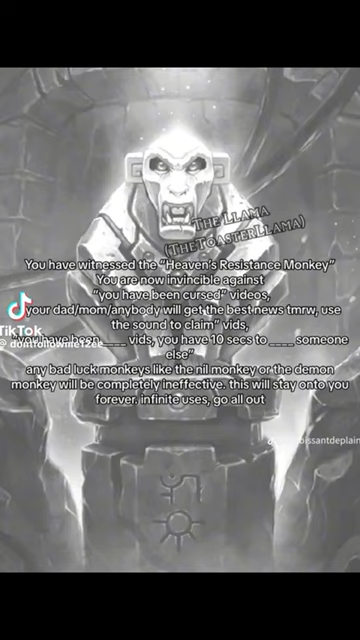 The Llama
(TheToasterLlama)
You have witnessed the "Heaven's Resistance Monkey"
You are now invincible against
"you have been cursed" videos,
"your dad/mom/anybody will get the best news tmrw, use
the sound to claim" vids,
"you have been ____ vids, you have 10 secs to ____ someone
else"
any bad luck monkeys like the nil monkey or the demon
monkey will be completely ineffective. this will stay onto you
forever. infinite uses, go all out
TikTok